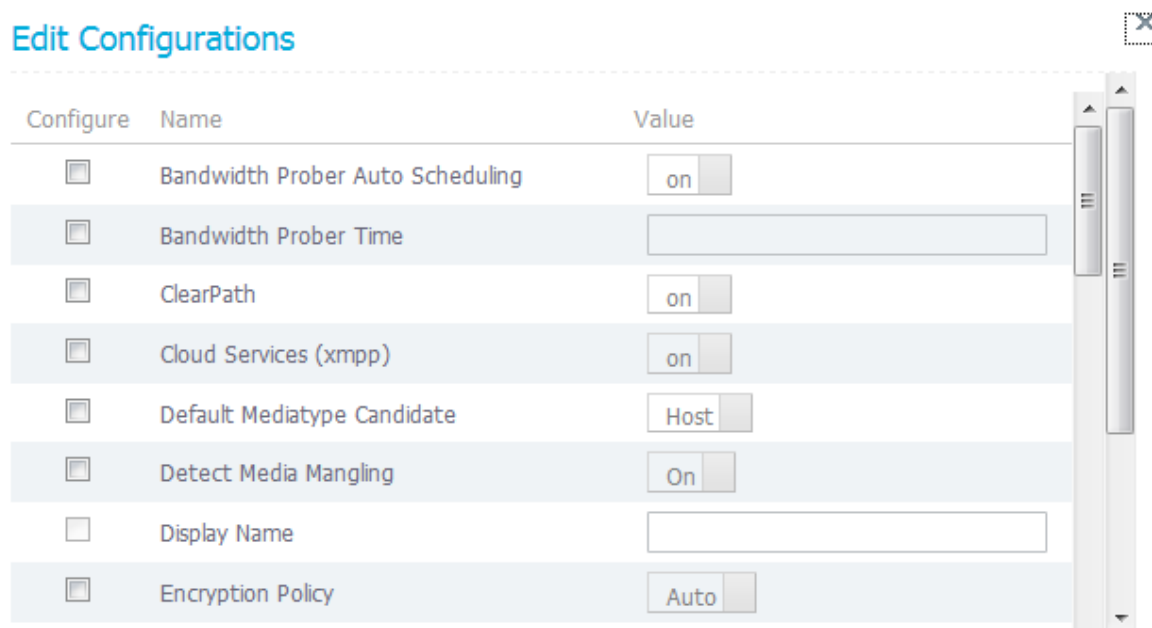 Edit Configurations
Configure Name Value
Bandwidth Prober Auto Scheduling on
Bandwidth Prober Time
ClearPath on
Cloud Services (xmpp) on
Default Mediatype Candidate Host
Detect Media Mangling On
Display Name
Encryption Policy Auto